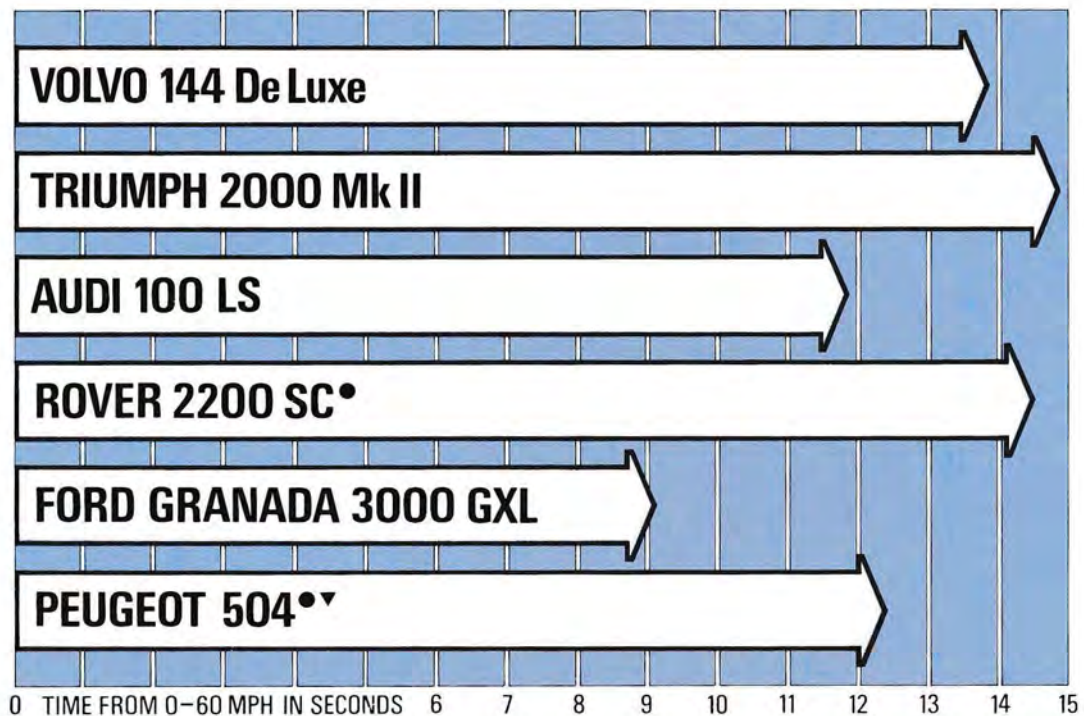 VOLVO 144 De Luxe
TRIUMPH 2000 Mk II
AUDI 100 LS
ROVER 2200 SC●
FORD GRANADA 3000 GXL
PEUGEOT 504●▼
0 TIME FROM 0–60 MPH IN SECONDS 6 7 8 9 10 11 12 13 14 15